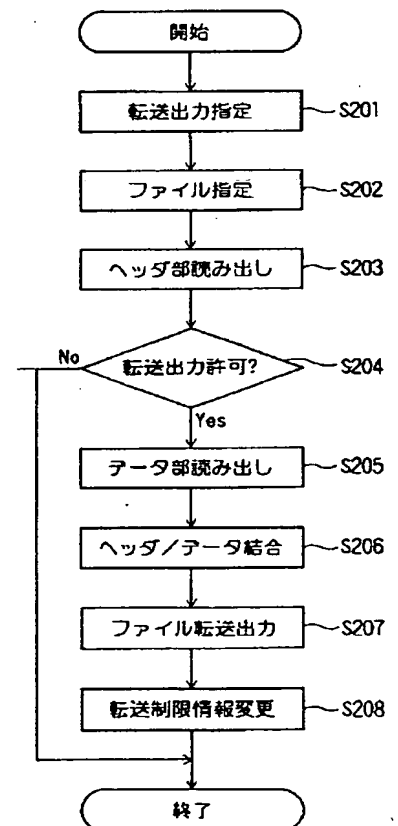 開始
転送出力指定 S201
ファイル指定 S202
ヘッダ部読み出し S203
No 転送出力許可? S204
Yes
データ部読み出し S205
ヘッダ/データ結合 S206
ファイル転送出力 S207
転送制限情報変更 S208
終了